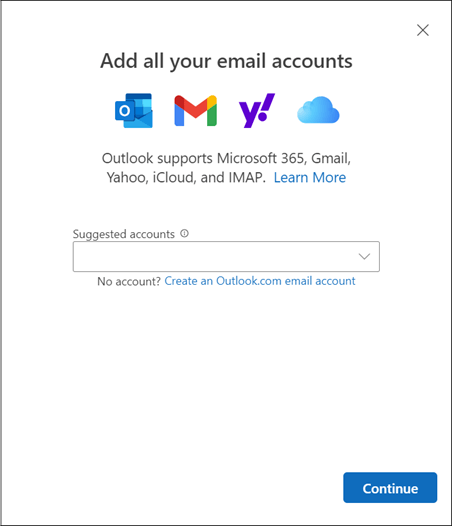 Add all your email accounts
Outlook supports Microsoft 365, Gmail,
Yahoo, iCloud, and IMAP. Learn More
Suggested accounts
No account? Create an Outlook.com email account
Continue